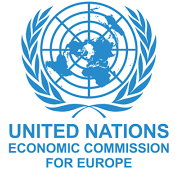 UNITED NATIONS
ECONOMIC COMMISSION
FOR EUROPE